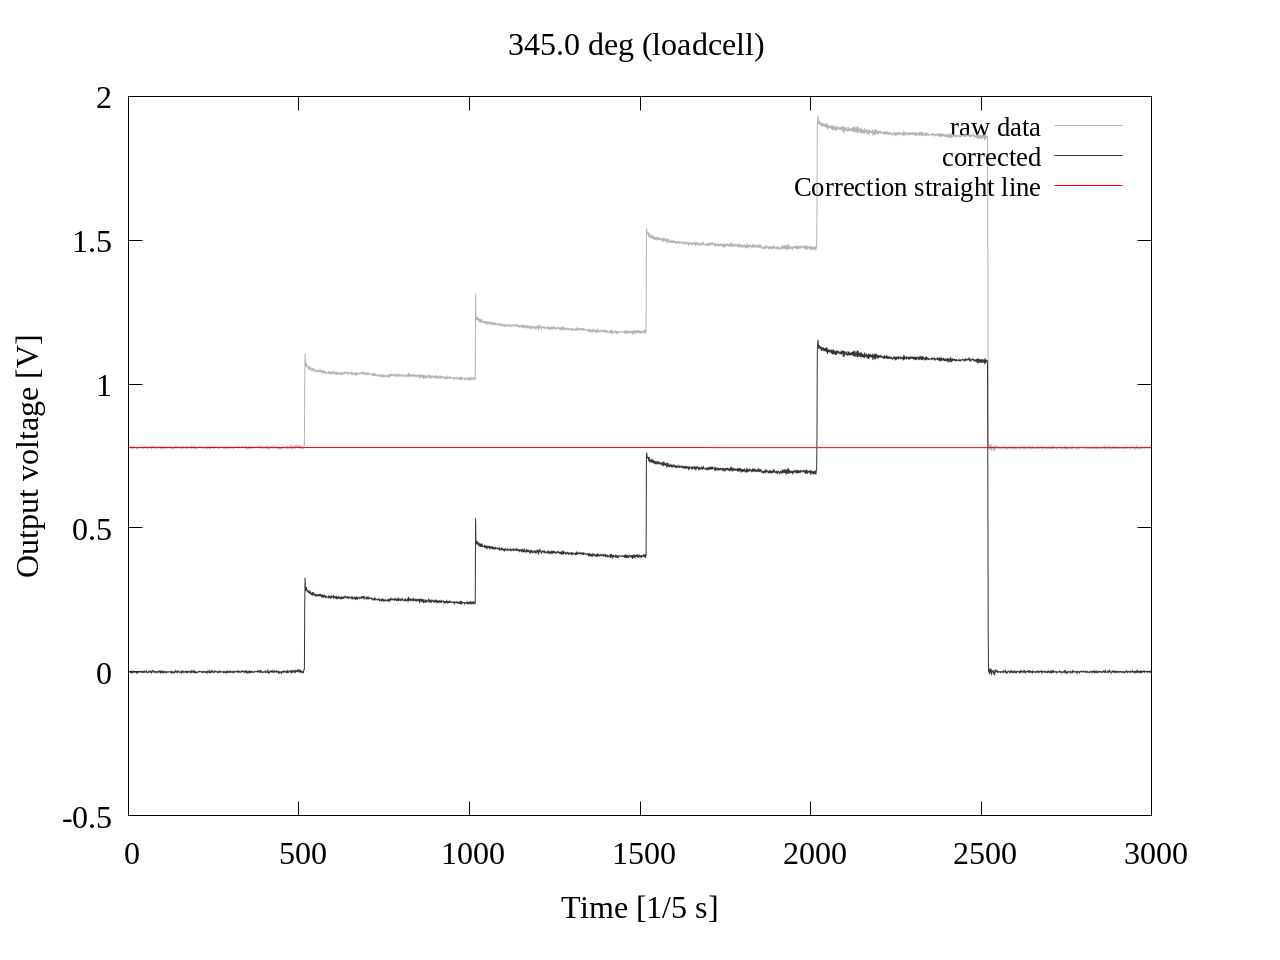 345.0 deg (loadcell)
2
raw data
corrected
Correction straight line
1.5
1
0.5
0
-0.5
Output voltage [V]
0 500 1000 1500 2000 2500 3000
Time [1/5 s]